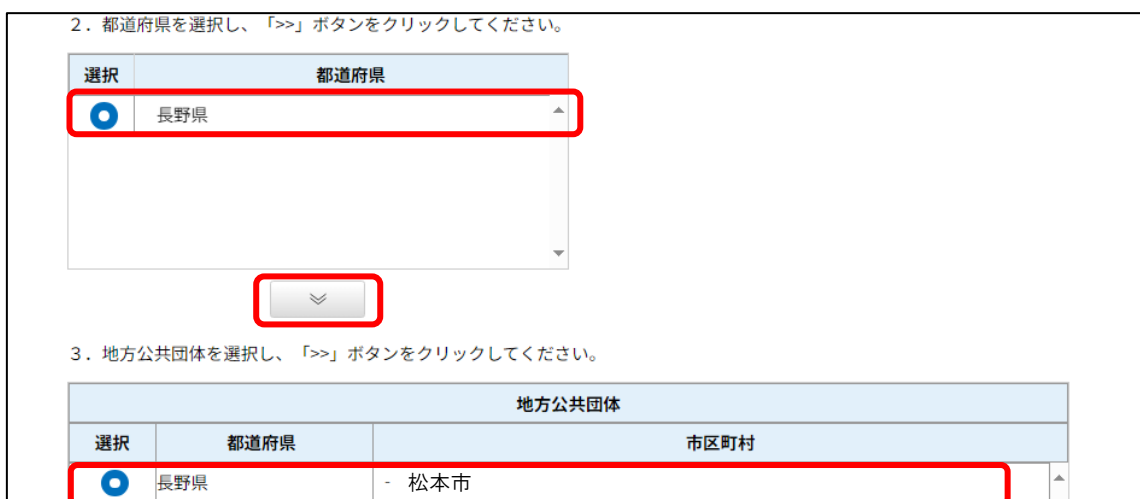 2．都道府県を選択し、「>>」ボタンをクリックしてください。
選択 都道府県
長野県
3．地方公共団体を選択し、「>>」ボタンをクリックしてください。
地方公共団体
選択 都道府県 市区町村
長野県 - 松本市